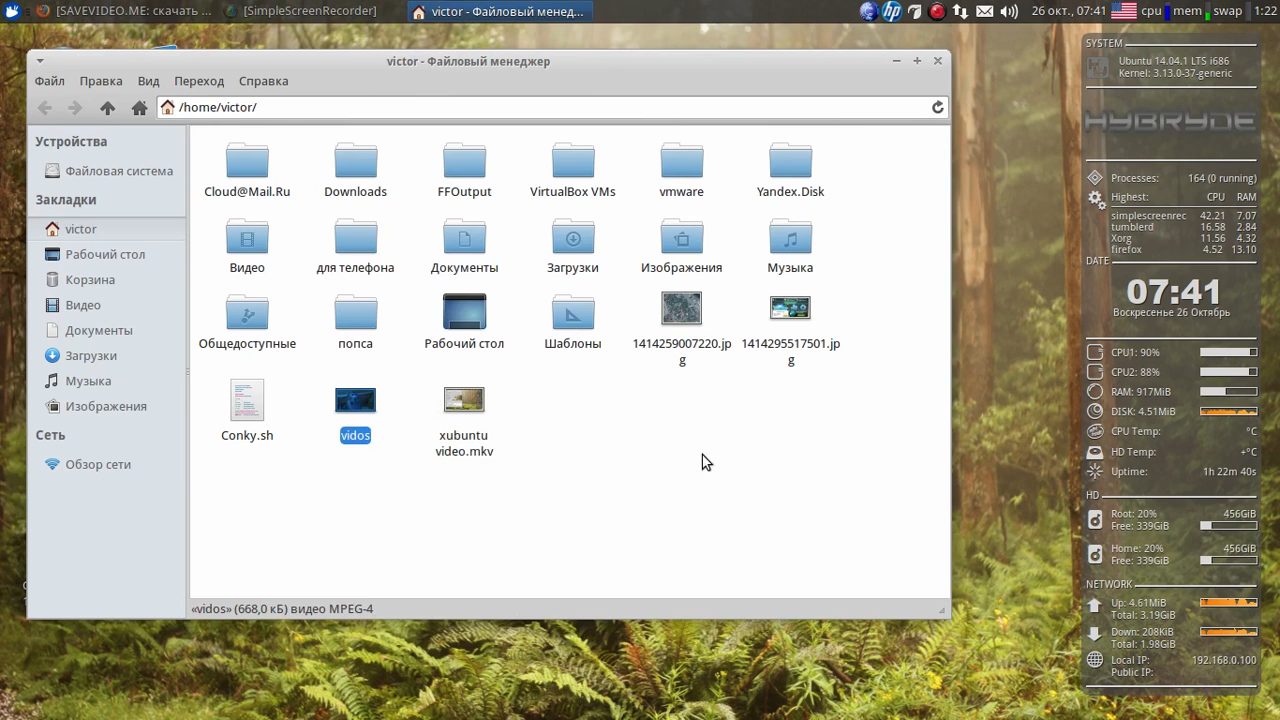 [SAVEVIDEO.ME: скачать ...
[SimpleScreenRecorder]
victor - Файловый менед...
26 окт., 07:41
cpu
mem
swap
1:22
victor - Файловый менеджер
Файл Правка Вид Переход Справка
/home/victor/
Устройства
Файловая система
Закладки
victor
Рабочий стол
Корзина
Видео
Документы
Загрузки
Музыка
Изображения
Сеть
Обзор сети
Cloud@Mail.Ru
Downloads
FFOutput
VirtualBox VMs
vmware
Yandex.Disk
Видео
для телефона
Документы
Загрузки
Изображения
Музыка
Общедоступные
попса
Рабочий стол
Шаблоны
1414259007220.jp
g
1414295517501.jp
g
Conky.sh
vidos
xubuntu
video.mkv
«vidos» (668,0 кБ) видео MPEG-4
SYSTEM
Ubuntu 14.04.1 LTS i686
Kernel: 3.13.0-37-generic
HYBRYDE
Processes: 164 (0 running)
Highest: CPU RAM
simplescreenrec 42.21 7.07
tumblerd 16.58 2.84
Xorg 11.56 4.32
firefox 4.52 13.10
DATE
07:41
Воскресенье 26 Октябрь
CPU1: 90%
CPU2: 88%
RAM: 917MiB
DISK: 4.51MiB
CPU Temp: °C
HD Temp: +°C
Uptime: 1h 22m 40s
HD
Root: 20% 456GiB
Free: 339GiB
Home: 20% 456GiB
Free: 339GiB
NETWORK
Up: 4.61MiB
Total: 3.19GiB
Down: 208KiB
Total: 1.98GiB
Local IP: 192.168.0.100
Public IP: